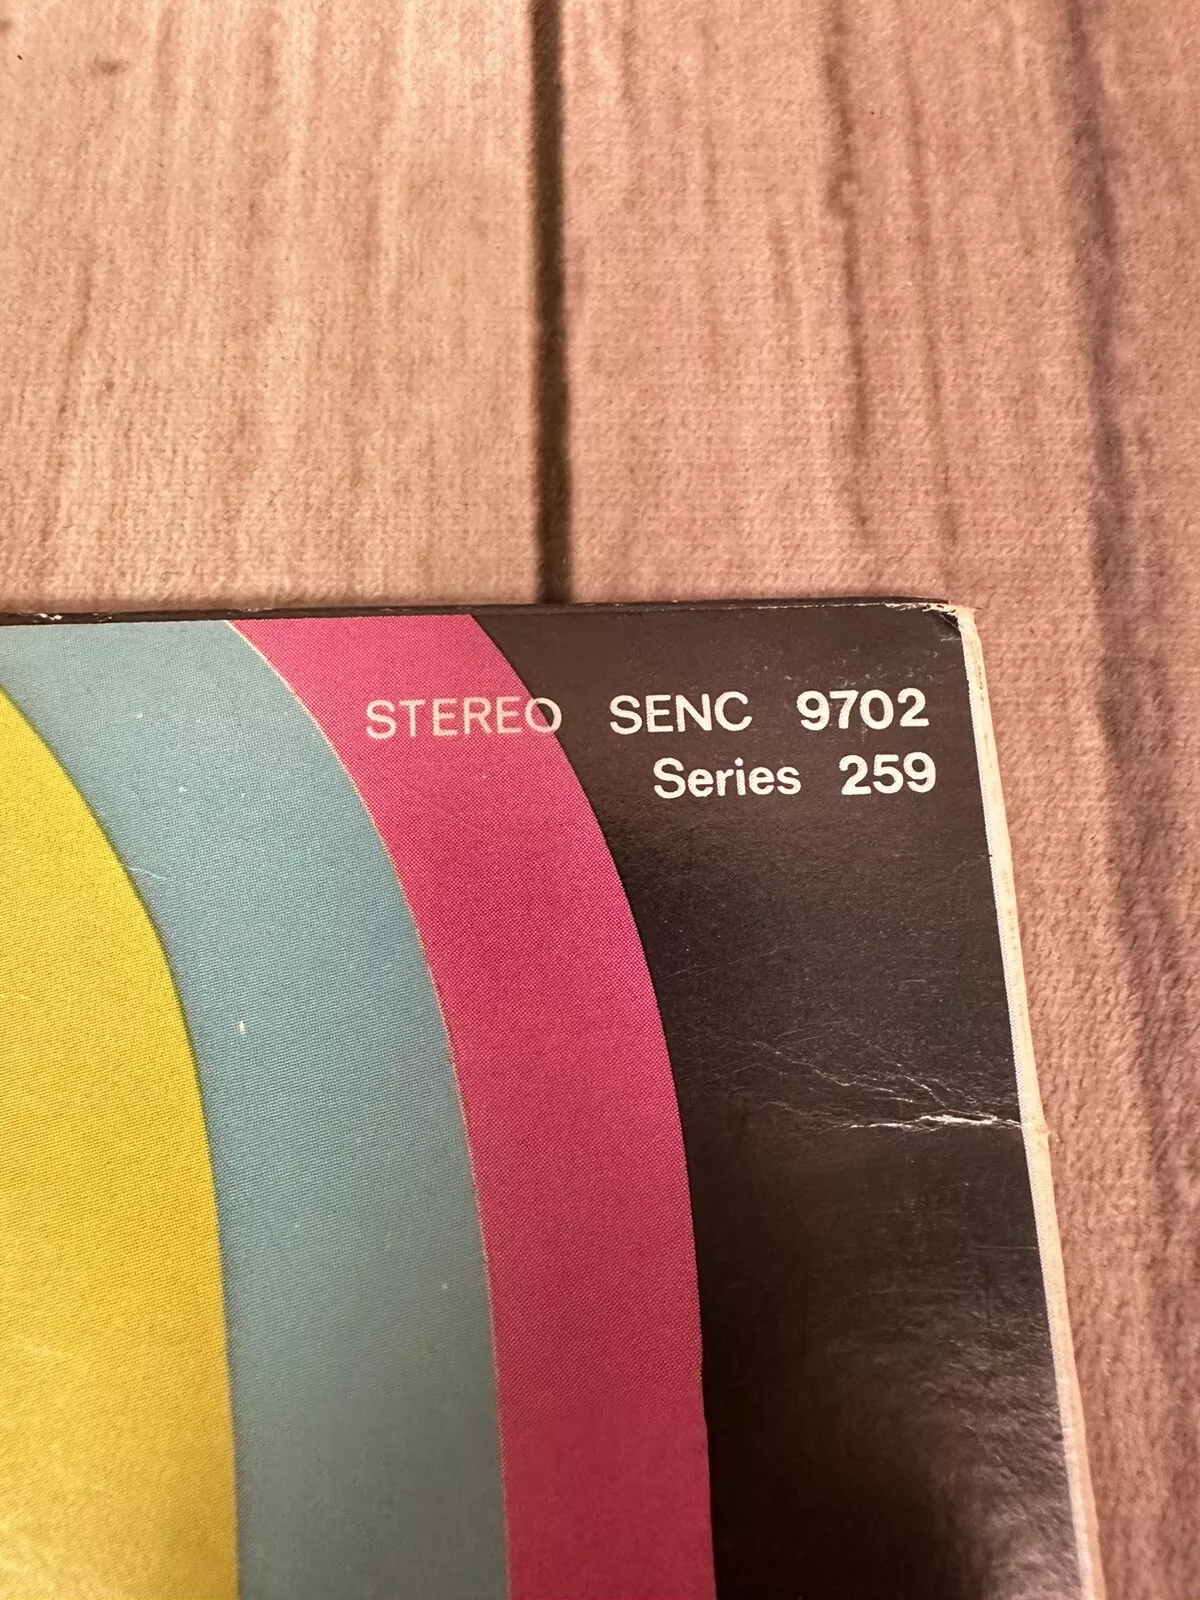 STEREO SENC 9702
Series 259